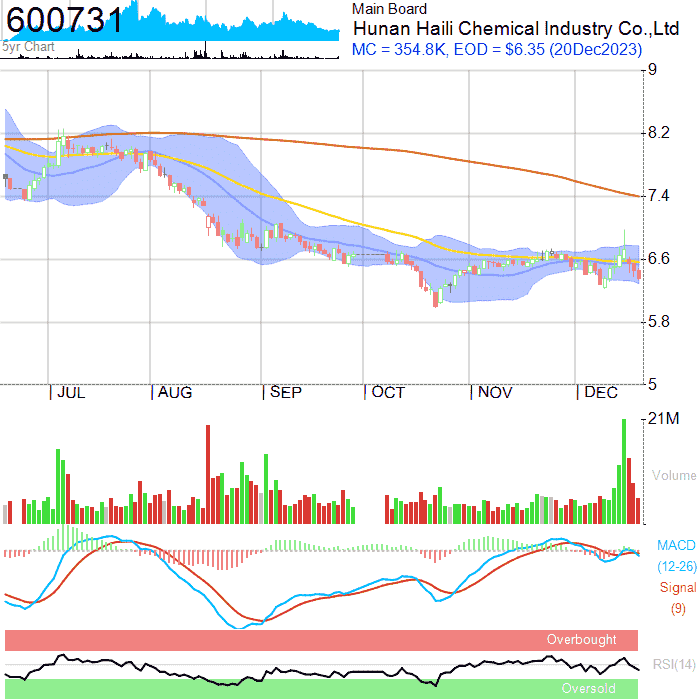 600731
5yr Chart
Main Board
Hunan Haili Chemical Industry Co.,Ltd
MC = 354.8K, EOD = $6.35 (20Dec2023)
9
8.2
7.4
6.6
5.8
5
JUL AUG SEP OCT NOV DEC
21M
Volume
MACD
(12-26)
Signal
(9)
Overbought
RSI(14)
Oversold